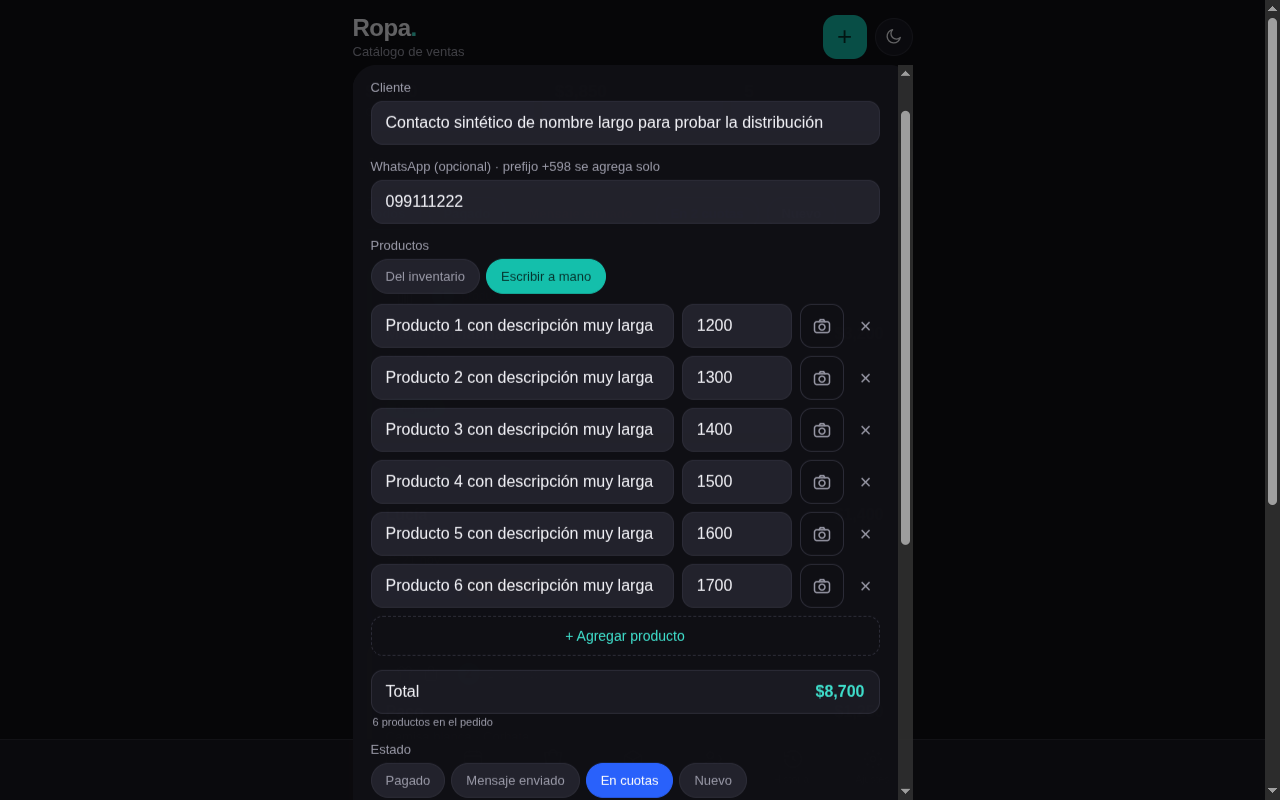 Ropa.
Catálogo de ventas
+
Cliente
Contacto sintético de nombre largo para probar la distribución
WhatsApp (opcional) · prefijo +598 se agrega solo
099111222
Productos
Del inventario
Escribir a mano
Producto 1 con descripción muy larga 1200 ×
Producto 2 con descripción muy larga 1300 ×
Producto 3 con descripción muy larga 1400 ×
Producto 4 con descripción muy larga 1500 ×
Producto 5 con descripción muy larga 1600 ×
Producto 6 con descripción muy larga 1700 ×
+ Agregar producto
Total $8,700
6 productos en el pedido
Estado
Pagado Mensaje enviado En cuotas Nuevo